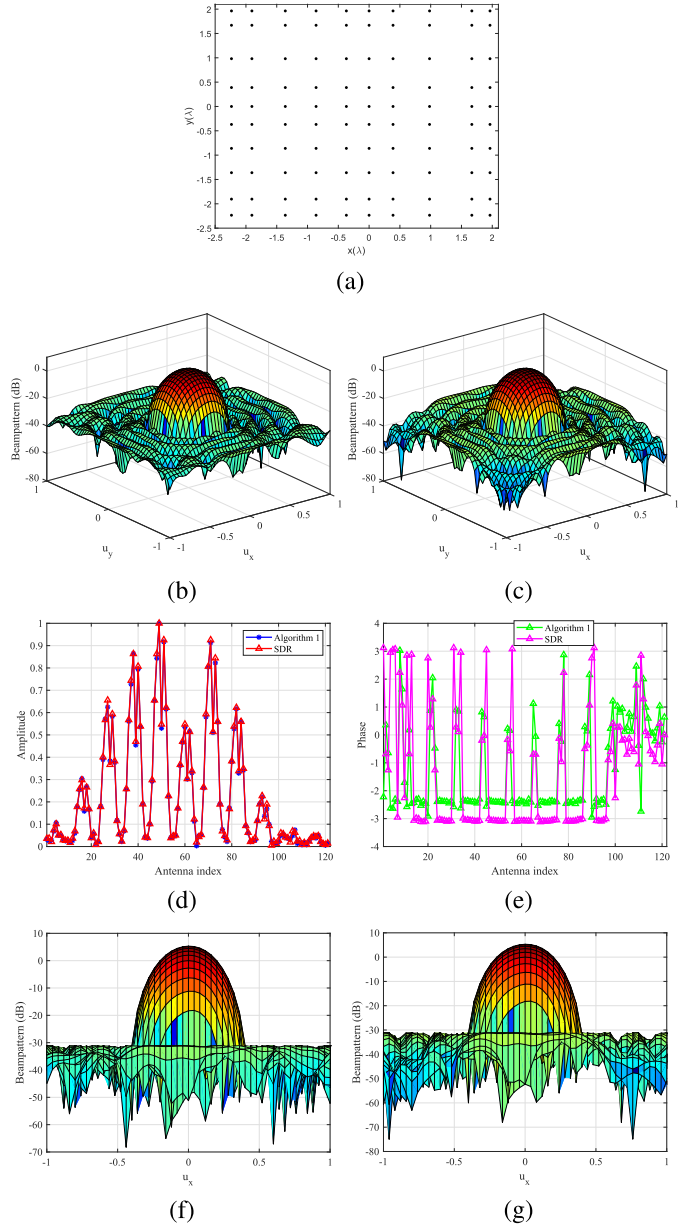 2
1.5
1
0.5
0
-0.5
-1
-1.5
-2
-2.5
y(λ)
-2.5 -2 -1.5 -1 -0.5 0 0.5 1 1.5 2
x(λ)
(a)
0
-20
-40
-60
-80
Beampattern (dB)
1
0
-1
u_y
-1
-0.5
0
0.5
1
u_x
(b)
0
-20
-40
-60
-80
Beampattern (dB)
1
0
-1
u_y
-1
-0.5
0
0.5
1
u_x
(c)
1
0.9
0.8
0.7
0.6
0.5
0.4
0.3
0.2
0.1
0
Amplitude
Algorithm 1
SDR
20 40 60 80 100 120
Antenna index
(d)
4
3
2
1
0
-1
-2
-3
-4
Phase
Algorithm 1
SDR
20 40 60 80 100 120
Antenna index
(e)
10
0
-10
-20
-30
-40
-50
-60
-70
Beampattern (dB)
-1 -0.5 0 0.5 1
u_x
(f)
10
0
-10
-20
-30
-40
-50
-60
-70
-80
Beampattern (dB)
-1 -0.5 0 0.5 1
u_x
(g)